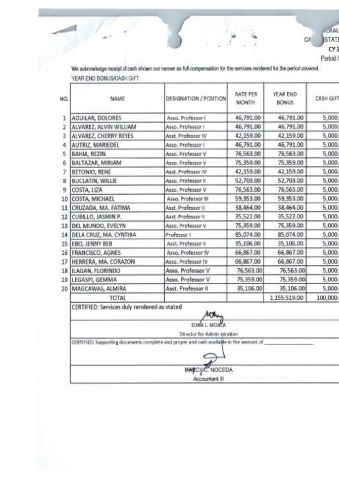 ERAL
CA STATE
CY 2
Period C
We acknowledge receipt of cash shown our names as full compensation for the services rendered for the period covered.
YEAR END BONUS/CASH GIFT
NO. NAME DESIGNATION / POSITION RATE PER MONTH YEAR END BONUS CASH GIFT
1 AGUILAR, DOLORES Asso. Professor I 46,791.00 46,791.00 5,000.
2 ALVAREZ, ALVIN WILLIAM Asso. Professor I 46,791.00 46,791.00 5,000.
3 ALVAREZ, CHERRY REYES Asst. Professor IV 42,159.00 42,159.00 5,000.
4 AUTRIZ, MARIEDEL Asso. Professor I 46,791.00 46,791.00 5,000.
5 BAHIA, REZIN Asso. Professor V 76,563.00 76,563.00 5,000.
6 BALTAZAR, MIRIAM Asso. Professor V 75,359.00 75,359.00 5,000.
7 BETONIO, RENE Asst. Professor IV 42,159.00 42,159.00 5,000.
8 BUCLATIN, WILLIE Asso. Professor II 52,703.00 52,703.00 5,000.
9 COSTA, LIZA Asso. Professor V 76,563.00 76,563.00 5,000.
10 COSTA, MICHAEL Asso. Professor III 59,353.00 59,353.00 5,000.
11 CRUZADA, MA. FATIMA Asst. Professor II 38,464.00 38,464.00 5,000.
12 CUBILLO, JASMIN P. Asst. Professor II 35,522.00 35,522.00 5,000.
13 DEL MUNDO, EVELYN Asso. Professor V 75,359.00 75,359.00 5,000.
14 DELA CRUZ, MA. CYNTHIA Professor I 85,074.00 85,074.00 5,000.
15 EBO, JENNY BEB Asst. Professor II 35,106.00 35,106.00 5,000.
16 FRANCISCO, AGNES Asso. Professor IV 66,867.00 66,867.00 5,000.
17 HERRERA, MA. CORAZON Asso. Professor IV 66,867.00 66,867.00 5,000.
18 ILAGAN, FLORINDO Asso. Professor V 76,563.00 76,563.00 5,000.
19 LEGASPI, GEMMA Asso. Professor V 75,359.00 75,359.00 5,000.
20 MAGCAWAS, ALMIRA Asst. Professor II 35,106.00 35,106.00 5,000.
TOTAL 1,155,519.00 100,000.
CERTIFIED: Services duly rendered as stated
EDNA L. MOJICA
Director for Admin
CERTIFIED: Supporting documents complete and proper and cash available in the amount of
NOCEDA
Accountant III